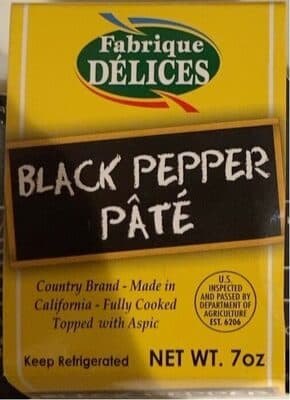 Fabrique
DÉLICES
BLACK PEPPER
PÂTÉ
Country Brand - Made in
California - Fully Cooked
Topped with Aspic
U.S.
INSPECTED
AND PASSED BY
DEPARTMENT OF
AGRICULTURE
EST. 6206
Keep Refrigerated NET WT. 7oz